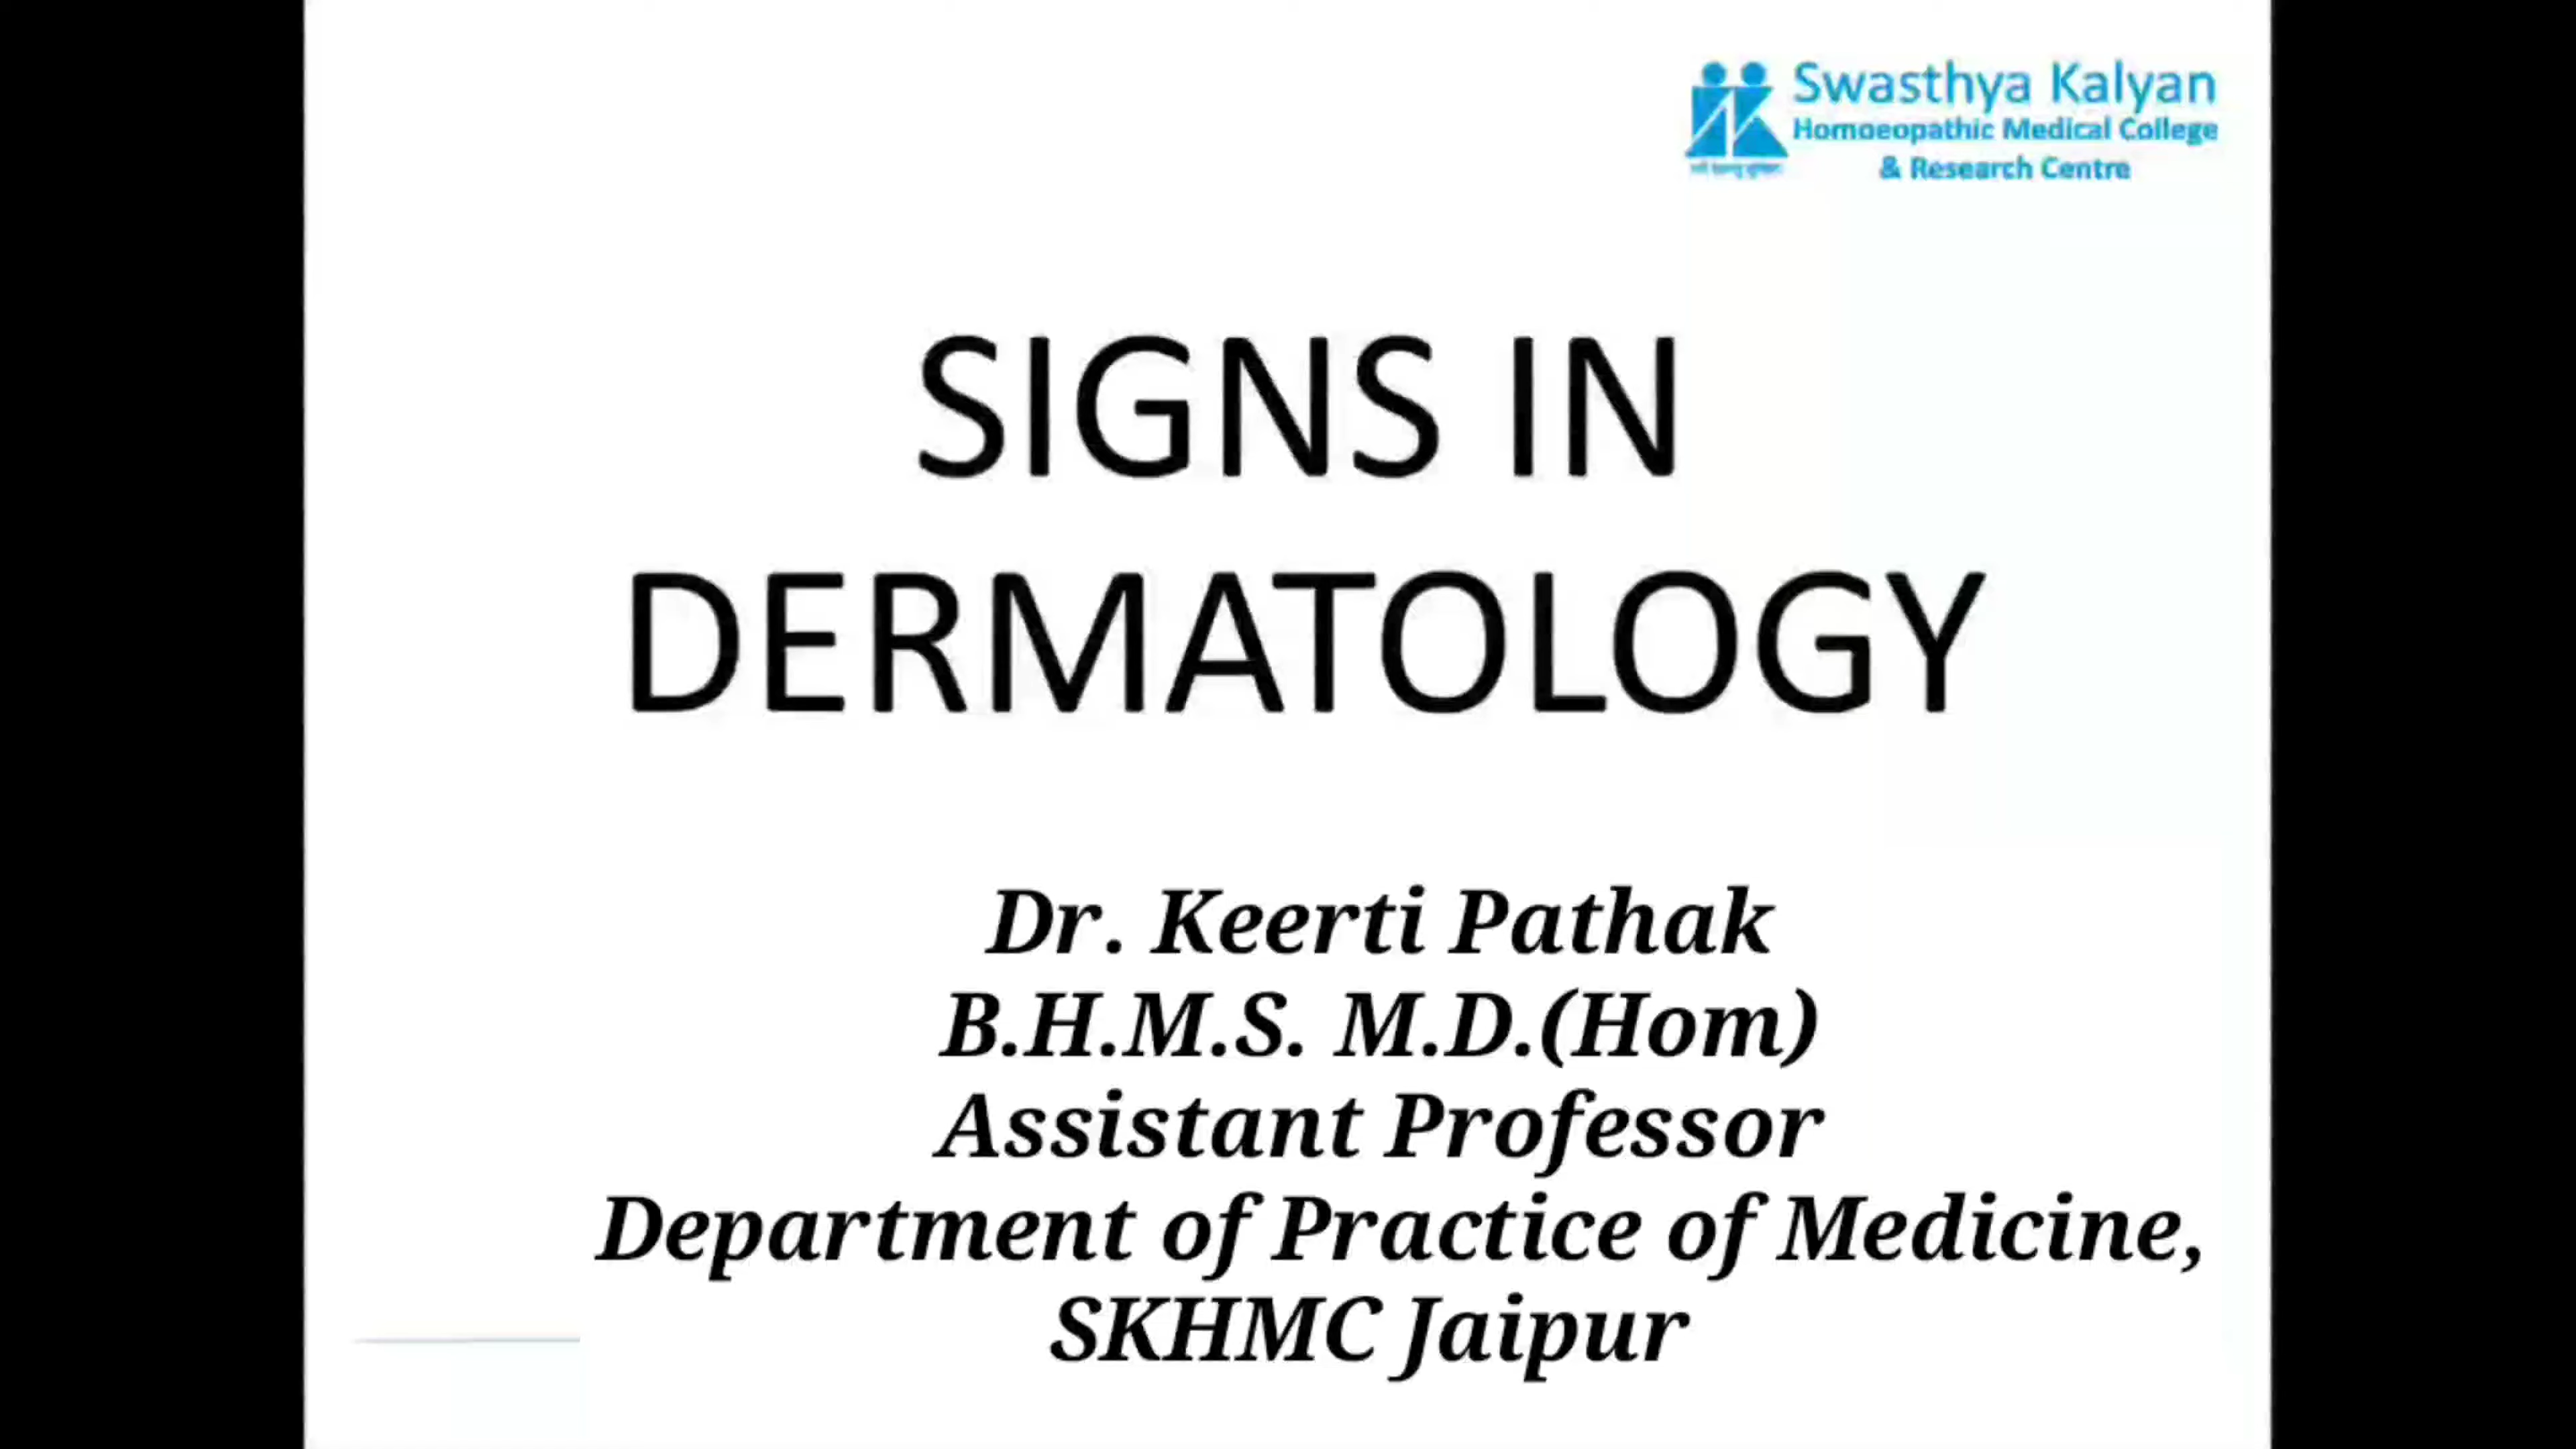 Swasthya Kalyan
Homoeopathic Medical College
& Research Centre
SIGNS IN
DERMATOLOGY
Dr. Keerti Pathak
B.H.M.S. M.D.(Hom)
Assistant Professor
Department of Practice of Medicine,
SKHMC Jaipur